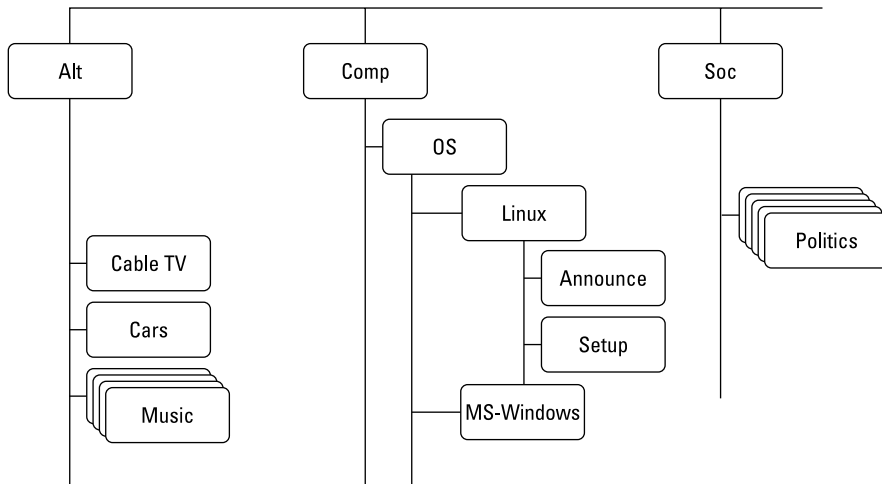 Alt
Comp
Soc
OS
Linux
Politics
Cable TV
Announce
Cars
Setup
Music
MS-Windows